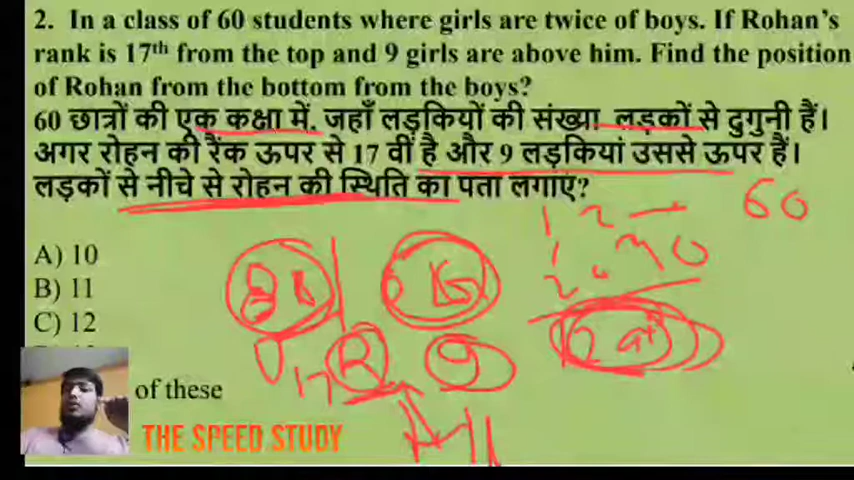 2. In a class of 60 students where girls are twice of boys. If Rohan's
rank is 17th from the top and 9 girls are above him. Find the position
of Rohan from the bottom from the boys?
60 छात्रों की एक कक्षा में, जहाँ लड़कियों की संख्या लड़कों से दुगुनी हैं।
अगर रोहन की रैंक ऊपर से 17 वीं है और 9 लड़कियां उससे ऊपर हैं।
लड़कों से नीचे से रोहन की स्थिति का पता लगाएं?
60
A) 10
B) 11
C) 12
17 R 9
of these
THE SPEED STUDY